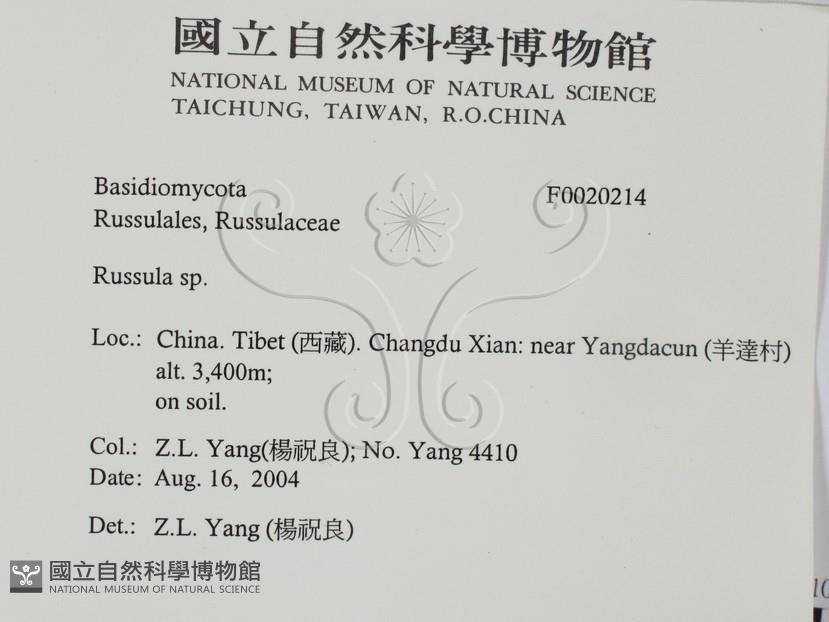 國立自然科學博物館
NATIONAL MUSEUM OF NATURAL SCIENCE
TAICHUNG, TAIWAN, R.O.CHINA
Basidiomycota F0020214
Russulales, Russulaceae
Russula sp.
Loc.: China. Tibet (西藏). Changdu Xian: near Yangdacun (羊達村)
alt. 3,400m;
on soil.
Col.: Z.L. Yang(楊祝良); No. Yang 4410
Date: Aug. 16, 2004
Det.: Z.L. Yang (楊祝良)
國立自然科學博物館
NATIONAL MUSEUM OF NATURAL SCIENCE